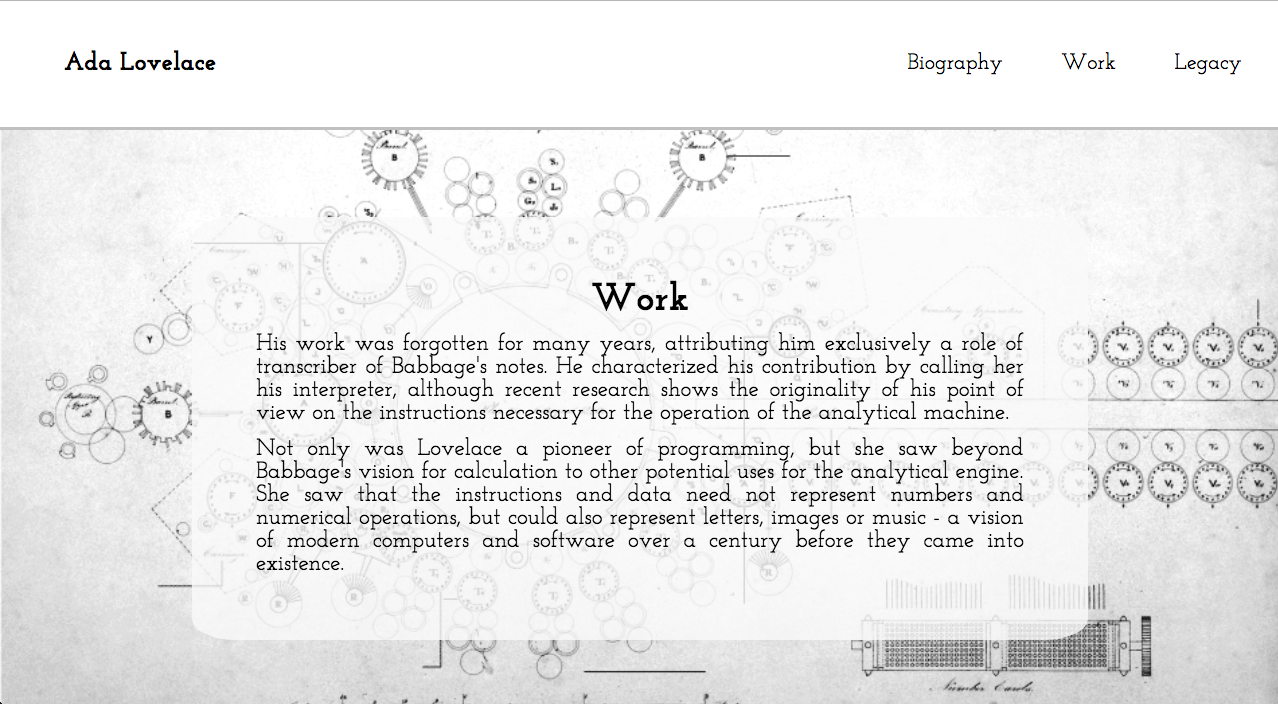 Ada Lovelace
Biography
Work
Legacy
Work
His work was forgotten for many years, attributing him exclusively a role of
transcriber of Babbage's notes. He characterized his contribution by calling her
his interpreter, although recent research shows the originality of his point of
view on the instructions necessary for the operation of the analytical machine.
Not only was Lovelace a pioneer of programming, but she saw beyond
Babbage's vision for calculation to other potential uses for the analytical engine.
She saw that the instructions and data need not represent numbers and
numerical operations, but could also represent letters, images or music - a vision
of modern computers and software over a century before they came into
existence.
Barrel
B
Barrel
B
Barrel
B
Y
Number Cards